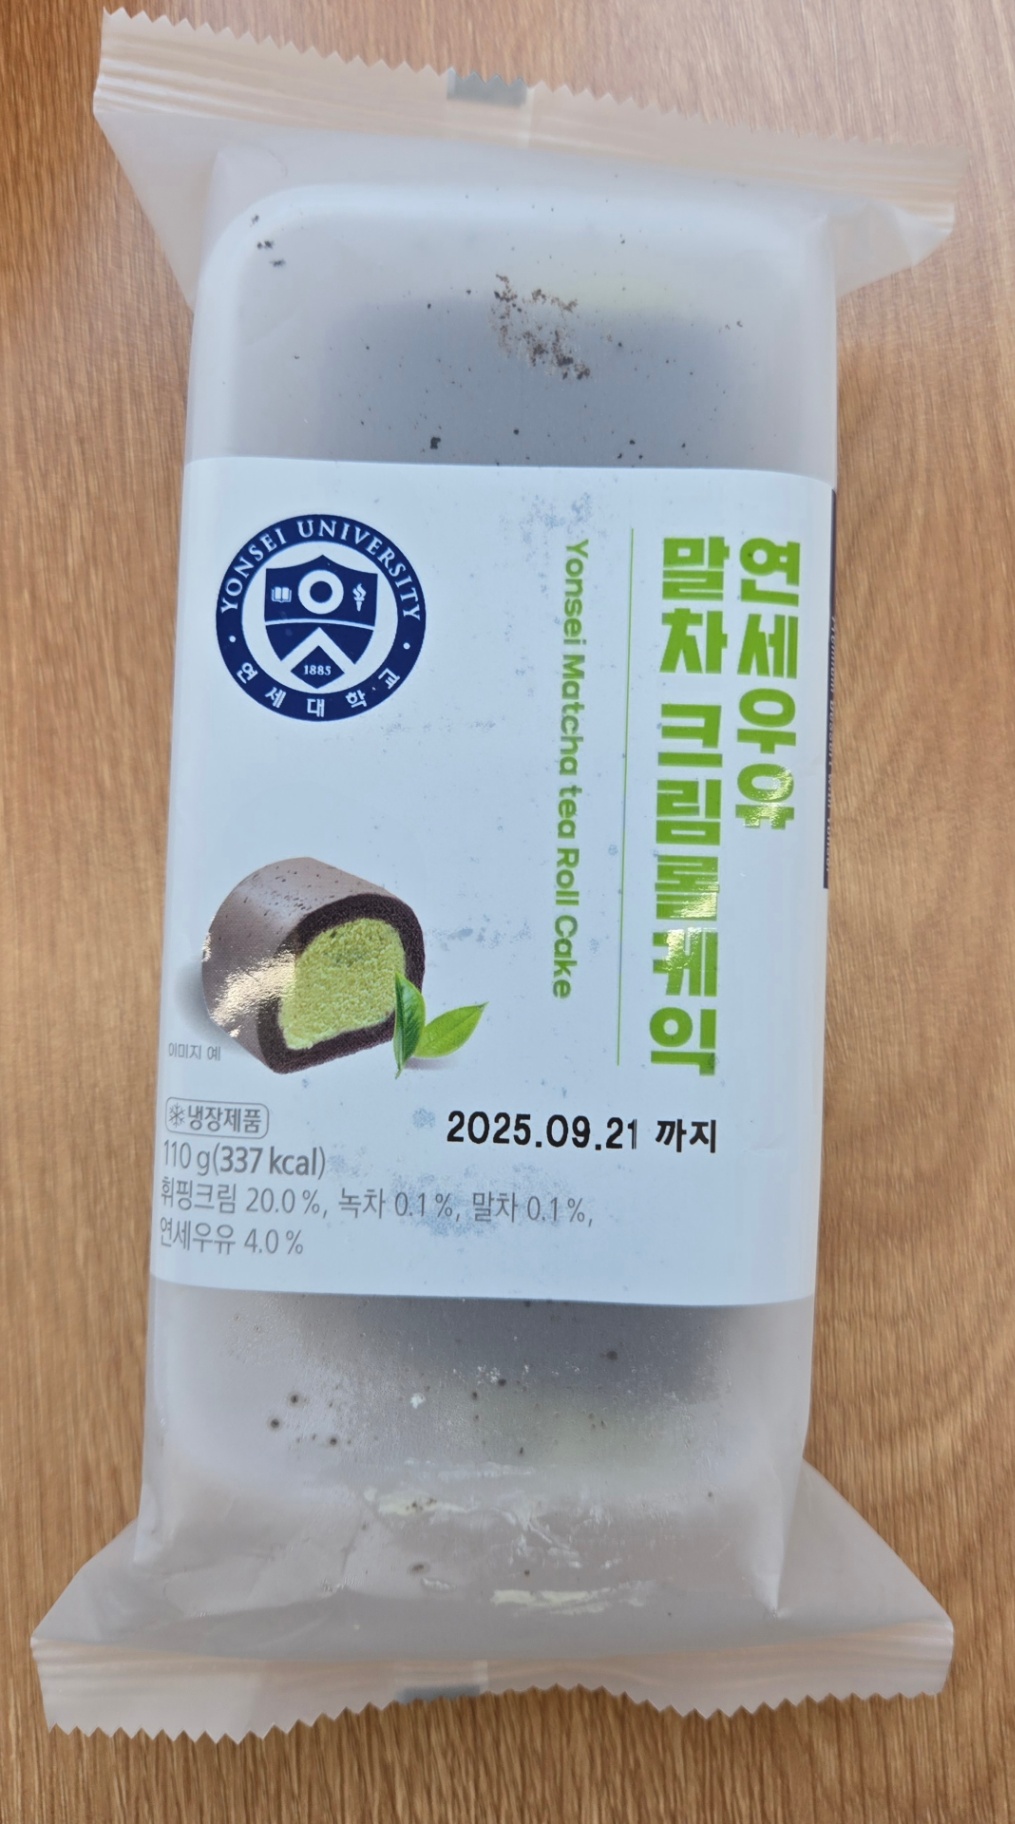 YONSEI UNIVERSITY
1885
연세대학교
연세우유
말차 크림롤케익
Yonsei Matcha tea Roll Cake
이미지 예
냉장제품
2025.09.21 까지
110 g(337 kcal)
휘핑크림 20.0 %, 녹차 0.1 %, 말차 0.1 %,
연세우유 4.0 %